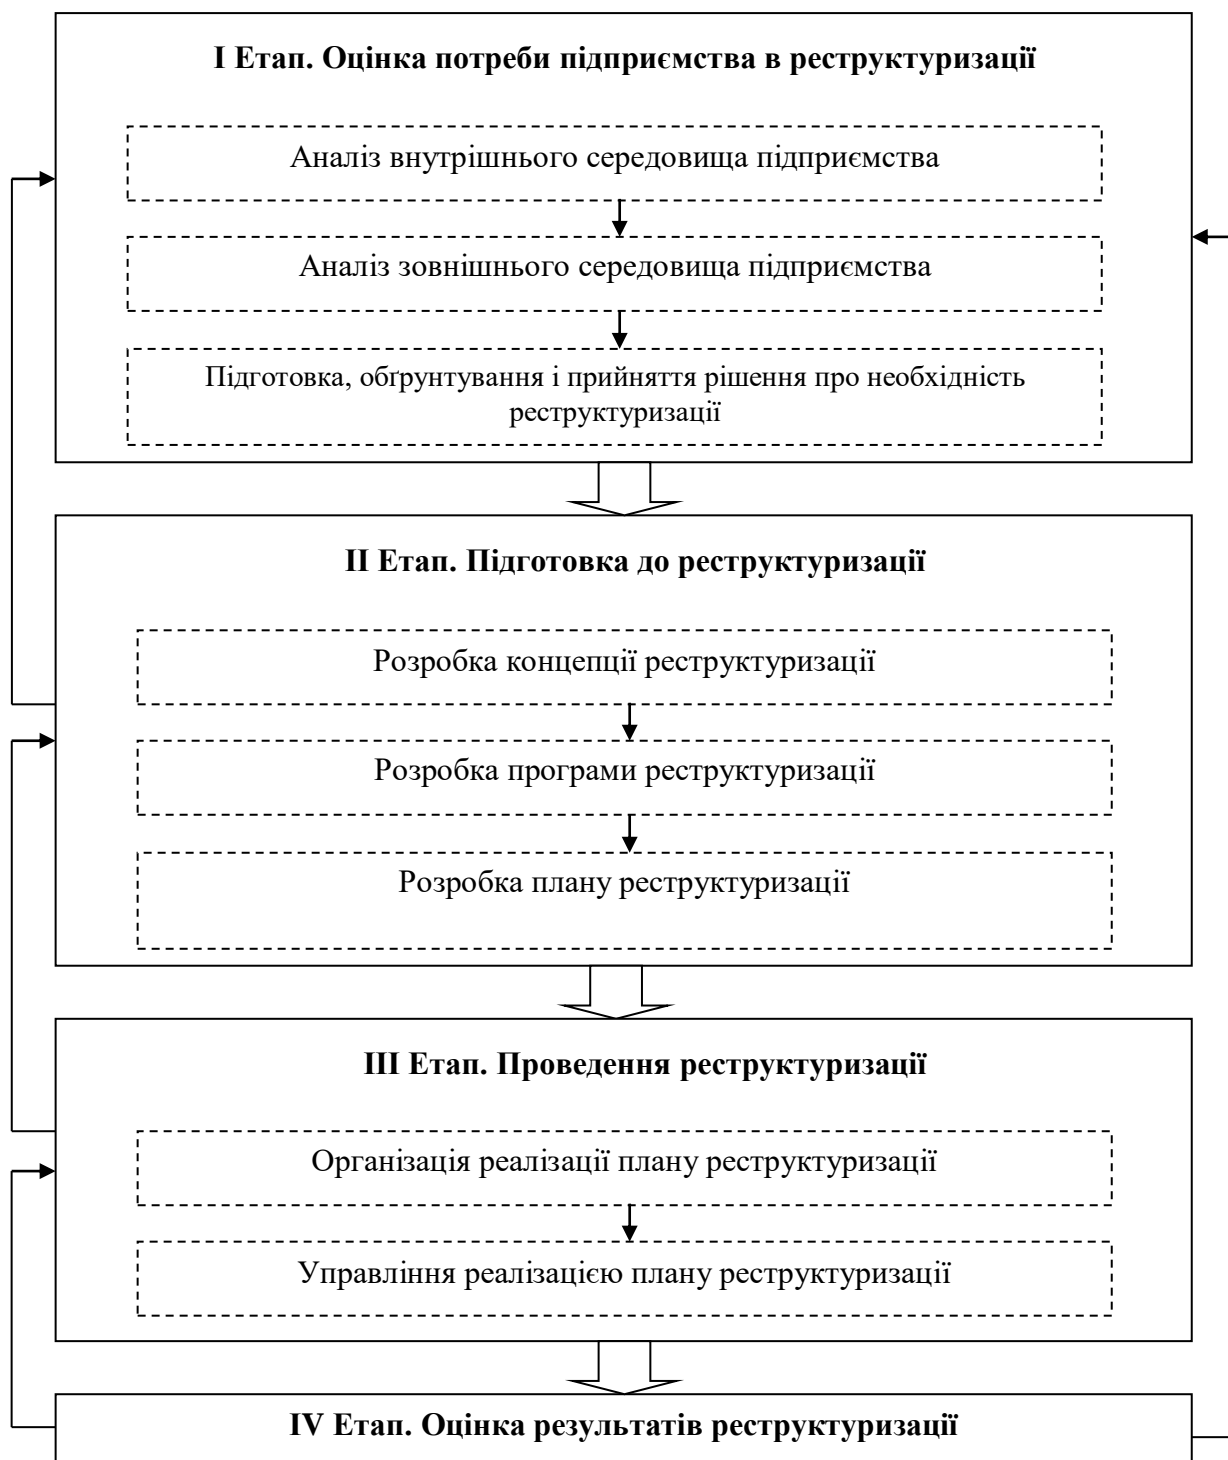 I Етап. Оцінка потреби підприємства в реструктуризації
Аналіз внутрішнього середовища підприємства
Аналіз зовнішнього середовища підприємства
Підготовка, обґрунтування і прийняття рішення про необхідність
реструктуризації
II Етап. Підготовка до реструктуризації
Розробка концепції реструктуризації
Розробка програми реструктуризації
Розробка плану реструктуризації
III Етап. Проведення реструктуризації
Організація реалізації плану реструктуризації
Управління реалізацією плану реструктуризації
IV Етап. Оцінка результатів реструктуризації